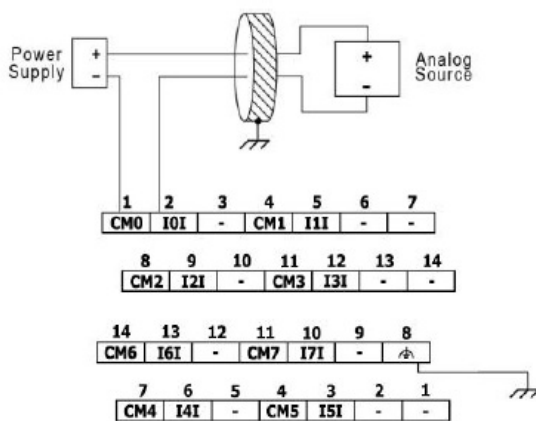 Power
Supply
+
-
+
-
Analog
Source
1 2 3 4 5 6 7
CM0 I0I - CM1 I1I - -
8 9 10 11 12 13 14
CM2 I2I - CM3 I3I - -
14 13 12 11 10 9 8
CM6 I6I - CM7 I7I -
7 6 5 4 3 2 1
CM4 I4I - CM5 I5I - -